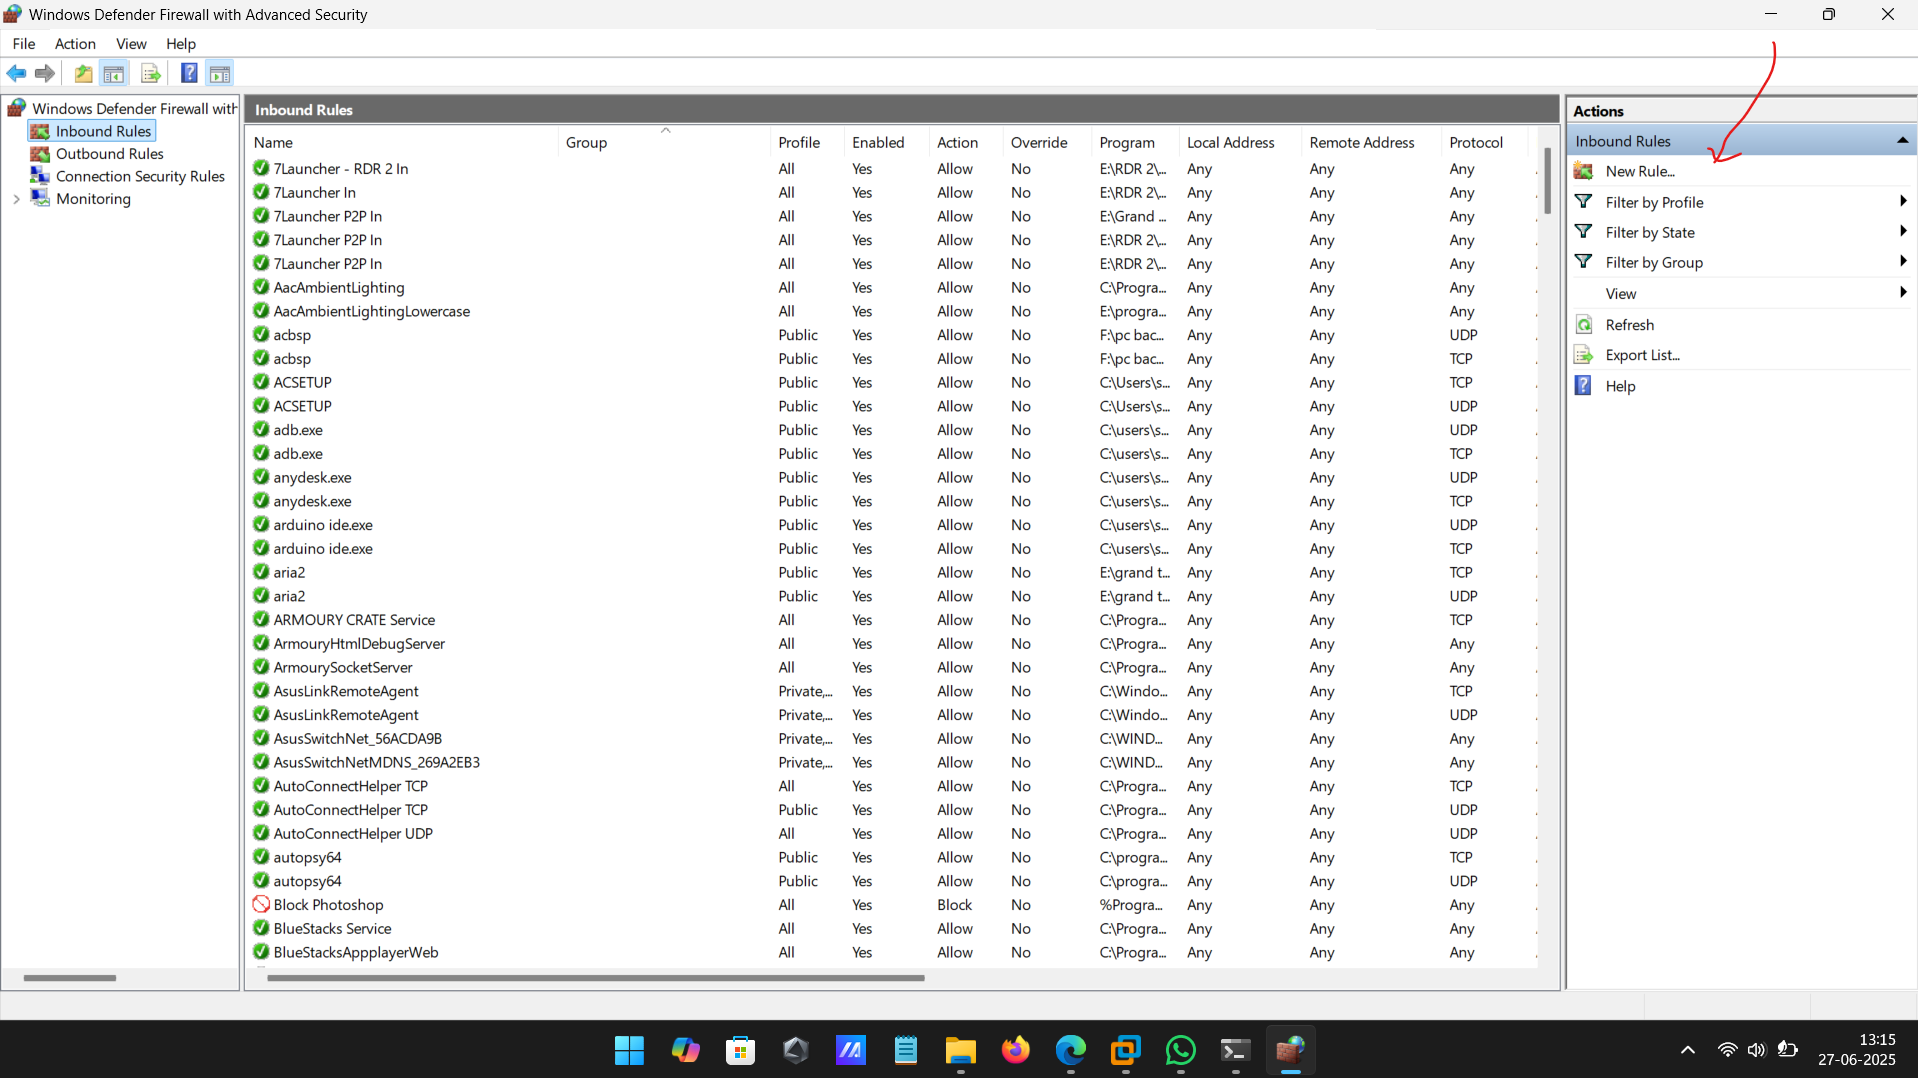 Windows Defender Firewall with Advanced Security
File Action View Help
Windows Defender Firewall with
Inbound Rules
Outbound Rules
Connection Security Rules
Monitoring
Inbound Rules
Name Group Profile Enabled Action Override Program Local Address Remote Address Protocol
7Launcher - RDR 2 In All Yes Allow No E:\RDR 2\... Any Any Any
7Launcher In All Yes Allow No E:\RDR 2\... Any Any Any
7Launcher P2P In All Yes Allow No E:\Grand ... Any Any Any
7Launcher P2P In All Yes Allow No E:\RDR 2\... Any Any Any
7Launcher P2P In All Yes Allow No E:\RDR 2\... Any Any Any
AacAmbientLighting All Yes Allow No C:\Progra... Any Any Any
AacAmbientLightingLowercase All Yes Allow No E:\progra... Any Any Any
acbsp Public Yes Allow No F:\pc bac... Any Any UDP
acbsp Public Yes Allow No F:\pc bac... Any Any TCP
ACSETUP Public Yes Allow No C:\Users\s... Any Any TCP
ACSETUP Public Yes Allow No C:\Users\s... Any Any UDP
adb.exe Public Yes Allow No C:\users\s... Any Any UDP
adb.exe Public Yes Allow No C:\users\s... Any Any TCP
anydesk.exe Public Yes Allow No C:\users\s... Any Any UDP
anydesk.exe Public Yes Allow No C:\users\s... Any Any TCP
arduino ide.exe Public Yes Allow No C:\users\s... Any Any UDP
arduino ide.exe Public Yes Allow No C:\users\s... Any Any TCP
aria2 Public Yes Allow No E:\grand t... Any Any TCP
aria2 Public Yes Allow No E:\grand t... Any Any UDP
ARMOURY CRATE Service All Yes Allow No C:\Progra... Any Any TCP
ArmouryHtmlDebugServer All Yes Allow No C:\Progra... Any Any Any
ArmourySocketServer All Yes Allow No C:\Progra... Any Any Any
AsusLinkRemoteAgent Private,... Yes Allow No C:\Windo... Any Any TCP
AsusLinkRemoteAgent Private,... Yes Allow No C:\Windo... Any Any UDP
AsusSwitchNet_56ACDA9B Private,... Yes Allow No C:\WIND... Any Any Any
AsusSwitchNetMDNS_269A2EB3 Private,... Yes Allow No C:\WIND... Any Any Any
AutoConnectHelper TCP All Yes Allow No C:\Progra... Any Any TCP
AutoConnectHelper TCP Public Yes Allow No C:\Progra... Any Any UDP
AutoConnectHelper UDP All Yes Allow No C:\Progra... Any Any UDP
autopsy64 Public Yes Allow No C:\progra... Any Any TCP
autopsy64 Public Yes Allow No C:\progra... Any Any UDP
Block Photoshop All Yes Block No %Progra... Any Any Any
BlueStacks Service All Yes Allow No C:\Progra... Any Any Any
BlueStacksAppplayerWeb All Yes Allow No C:\Progra... Any Any Any
Actions
Inbound Rules
New Rule...
Filter by Profile
Filter by State
Filter by Group
View
Refresh
Export List...
Help
13:15
27-06-2025